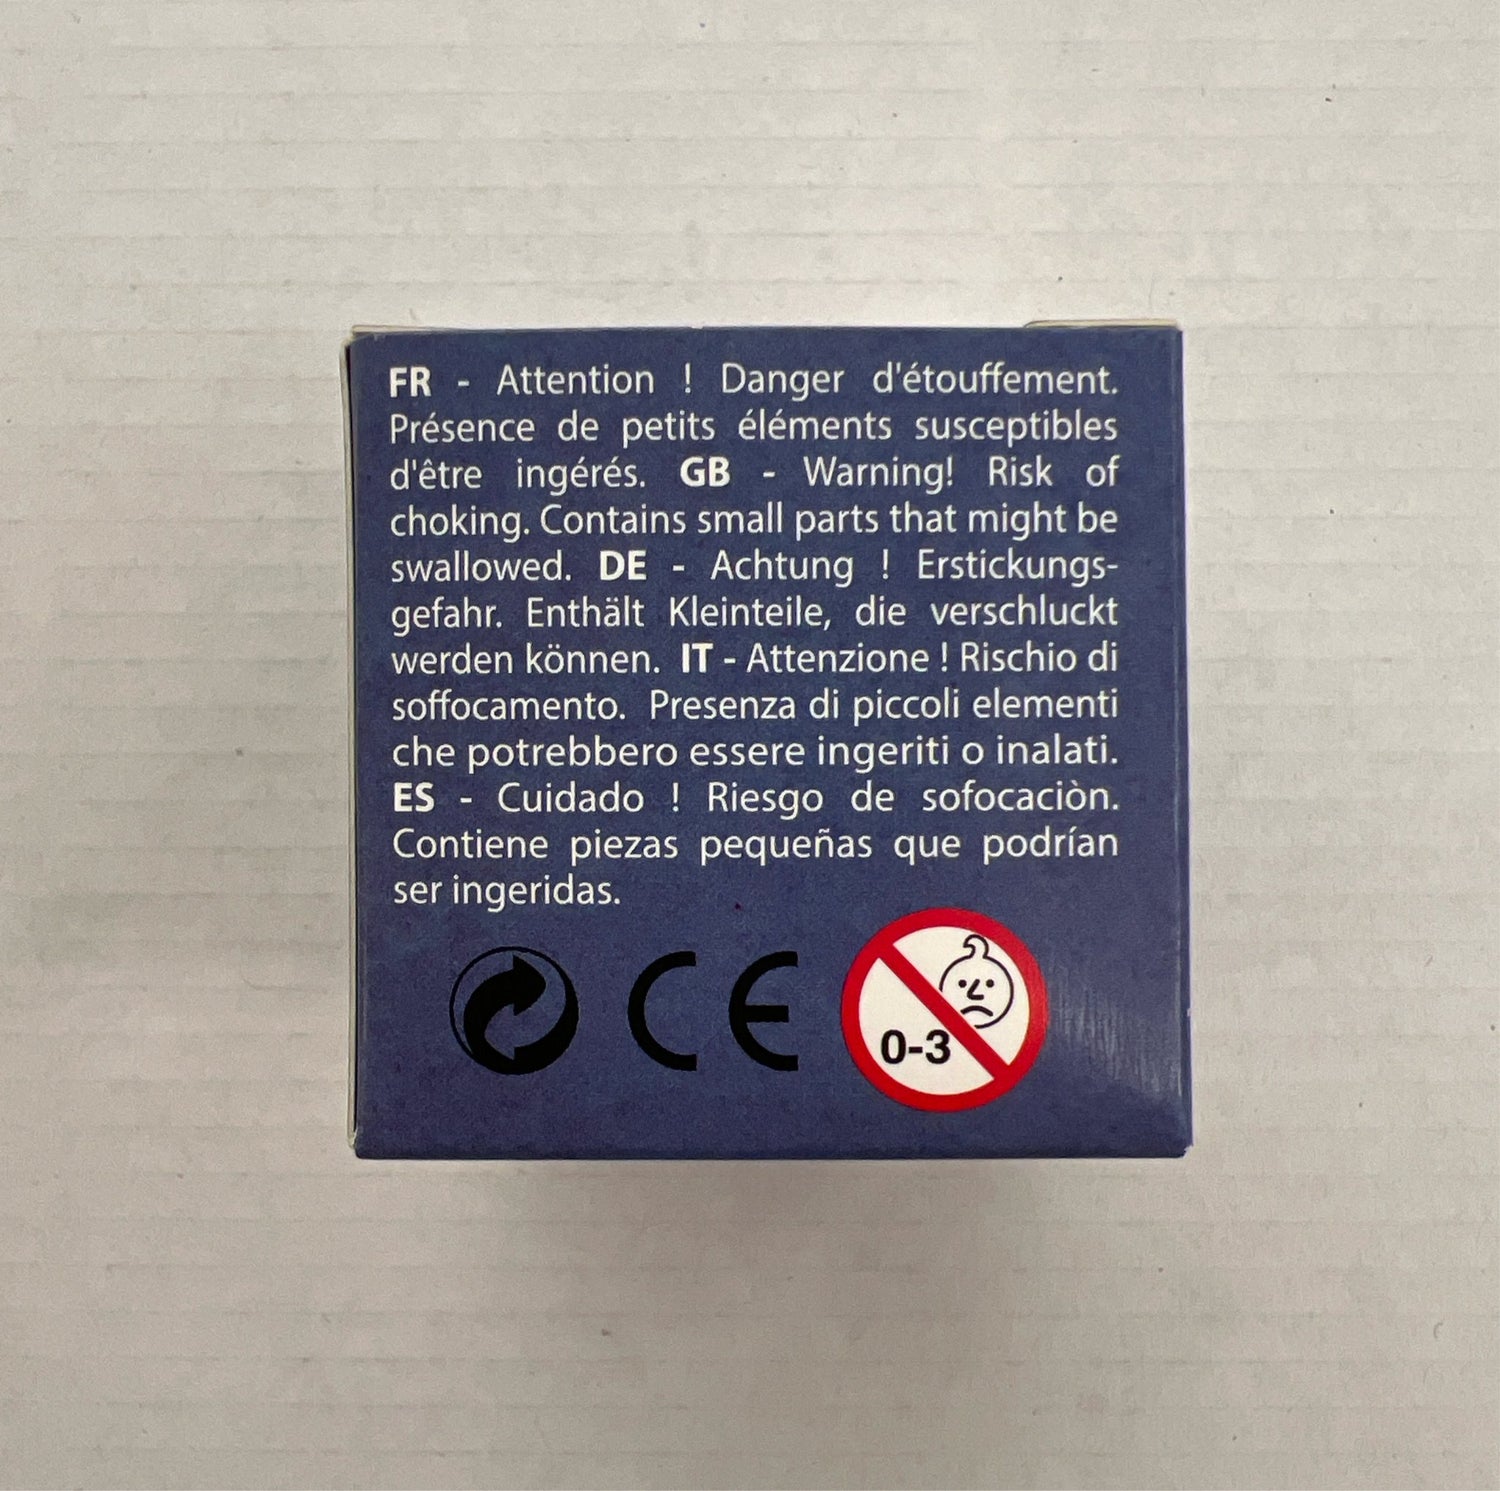 FR - Attention ! Danger d'étouffement.
Présence de petits éléments susceptibles
d'être ingérés. GB - Warning! Risk of
choking. Contains small parts that might be
swallowed. DE - Achtung ! Erstickungs-
gefahr. Enthält Kleinteile, die verschluckt
werden können. IT - Attenzione ! Rischio di
soffocamento. Presenza di piccoli elementi
che potrebbero essere ingeriti o inalati.
ES - Cuidado ! Riesgo de sofocaciòn.
Contiene piezas pequeñas que podrían
ser ingeridas.
CE
0-3